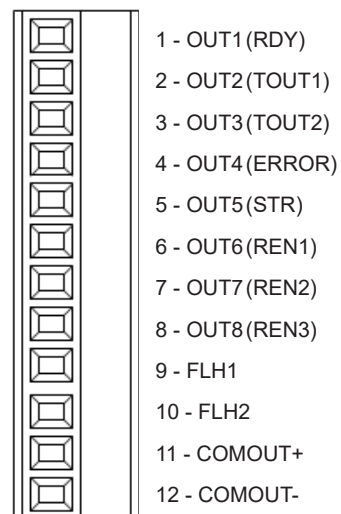 1 - OUT1(RDY)
2 - OUT2(TOUT1)
3 - OUT3(TOUT2)
4 - OUT4(ERROR)
5 - OUT5(STR)
6 - OUT6(REN1)
7 - OUT7(REN2)
8 - OUT8(REN3)
9 - FLH1
10 - FLH2
11 - COMOUT+
12 - COMOUT-